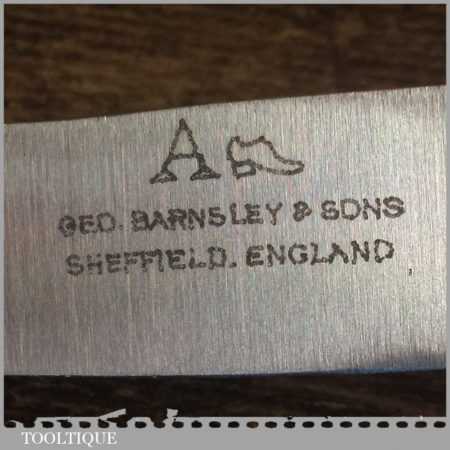 A
GEO. BARNSLEY & SONS
SHEFFIELD. ENGLAND
TOOLTIQUE